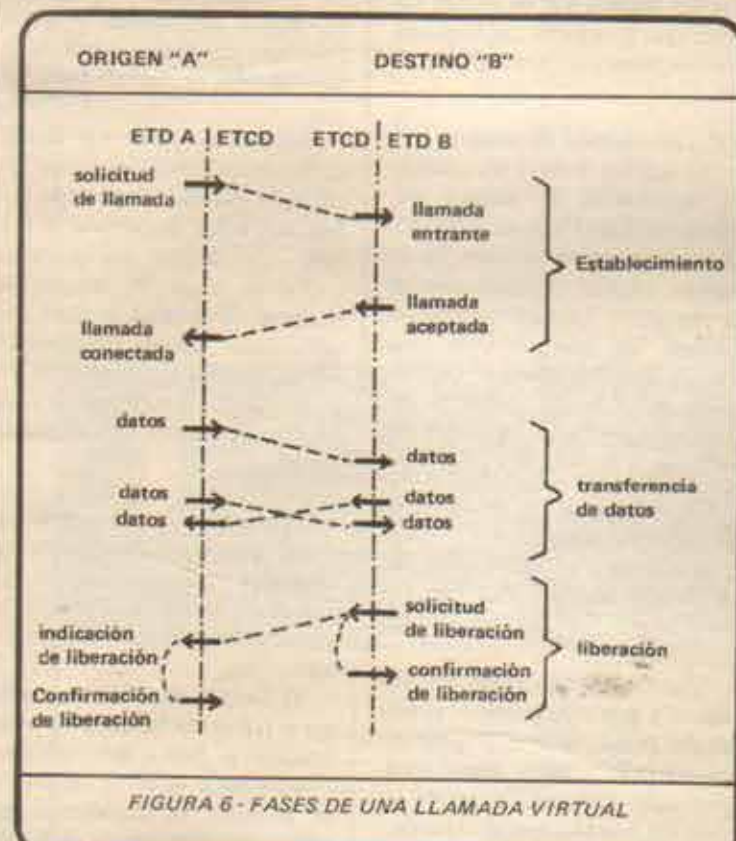 ORIGEN "A" DESTINO "B"
ETD A ETCD ETCD ETD B
solicitud
de llamada
llamada
entrante
Establecimiento
llamada
aceptada
llamada
conectada
datos
datos
transferencia
de datos
datos
datos
datos
datos
solicitud
de liberación
indicación
de liberación
liberación
confirmación
de liberación
Confirmación
de liberación
FIGURA 6 - FASES DE UNA LLAMADA VIRTUAL